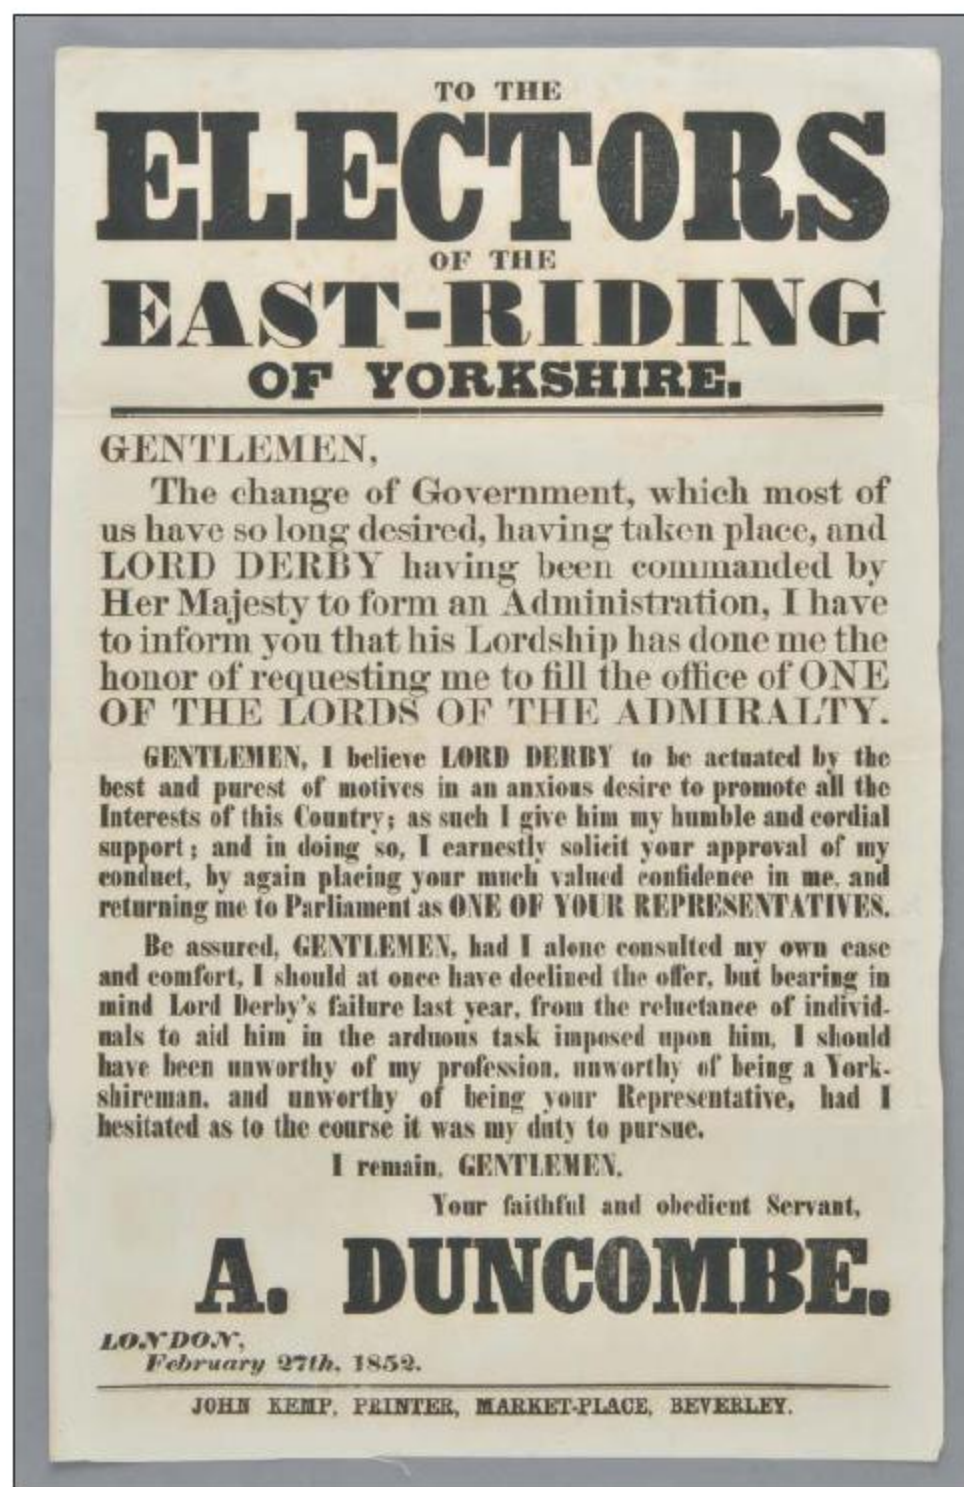 TO THE
ELECTORS
OF THE
EAST-RIDING
OF YORKSHIRE.
GENTLEMEN,
The change of Government, which most of
us have so long desired, having taken place, and
LORD DERBY having been commanded by
Her Majesty to form an Administration, I have
to inform you that his Lordship has done me the
honor of requesting me to fill the office of ONE
OF THE LORDS OF THE ADMIRALTY.
GENTLEMEN, I believe LORD DERBY to be actuated by the
best and purest of motives in an anxious desire to promote all the
Interests of this Country; as such I give him my humble and cordial
support; and in doing so, I earnestly solicit your approval of my
conduct, by again placing your much valued confidence in me, and
returning me to Parliament as ONE OF YOUR REPRESENTATIVES.
Be assured, GENTLEMEN, had I alone consulted my own ease
and comfort, I should at once have declined the offer, but bearing in
mind Lord Derby's failure last year, from the reluctance of individ-
uals to aid him in the arduous task imposed upon him, I should
have been unworthy of my profession, unworthy of being a York-
shireman, and unworthy of being your Representative, had I
hesitated as to the course it was my duty to pursue.
I remain, GENTLEMEN,
Your faithful and obedient Servant,
A. DUNCOMBE.
LONDON,
February 27th, 1852.
JOHN KEMP, PRINTER, MARKET-PLACE, BEVERLEY.